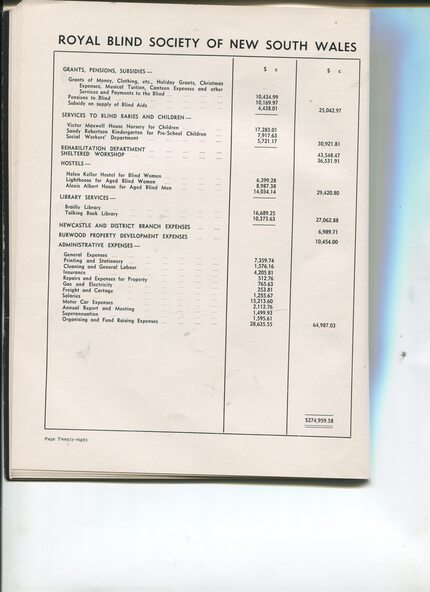 ROYAL BLIND SOCIETY OF NEW SOUTH WALES
$ c $ c
GRANTS, PENSIONS, SUBSIDIES —
Grants of Money, Clothing, etc., Holiday Grants, Christmas
Expenses, Musical Tuition, Canteen Expenses and other
Services and Payments to the Blind 10,434.99
Pensions to Blind 10,169.97
Subsidy on supply of Blind Aids 4,438.01 25,042.97
SERVICES TO BLIND BABIES AND CHILDREN —
Victor Maxwell House Nursery for Children 17,283.01
Sandy Robertson Kindergarten for Pre-School Children 7,917.63
Social Workers' Department 5,721.17 30,921.81
REHABILITATION DEPARTMENT 43,548.47
SHELTERED WORKSHOP 36,531.91
HOSTELS —
Helen Keller Hostel for Blind Women 6,399.28
Lighthouse for Aged Blind Women 8,987.38
Alexis Albert House for Aged Blind Men 14,034.14 29,420.80
LIBRARY SERVICES —
Braille Library 16,689.25
Talking Book Library 10,373.63 27,062.88
NEWCASTLE AND DISTRICT BRANCH EXPENSES 6,989.71
BURWOOD PROPERTY DEVELOPMENT EXPENSES 10,454.00
ADMINISTRATIVE EXPENSES —
General Expenses 7,359.74
Printing and Stationery 1,576.16
Cleaning and General Labour 4,205.81
Insurance 512.76
Repairs and Expenses for Property 765.63
Gas and Electricity 253.81
Freight and Cartage 1,255.67
Salaries 15,213.60
Motor Car Expenses 2,112.76
Annual Report and Meeting 1,499.93
Superannuation 1,595.61
Organising and Fund Raising Expenses 28,635.55 64,987.03
$274,959.58
Page Twenty-eight